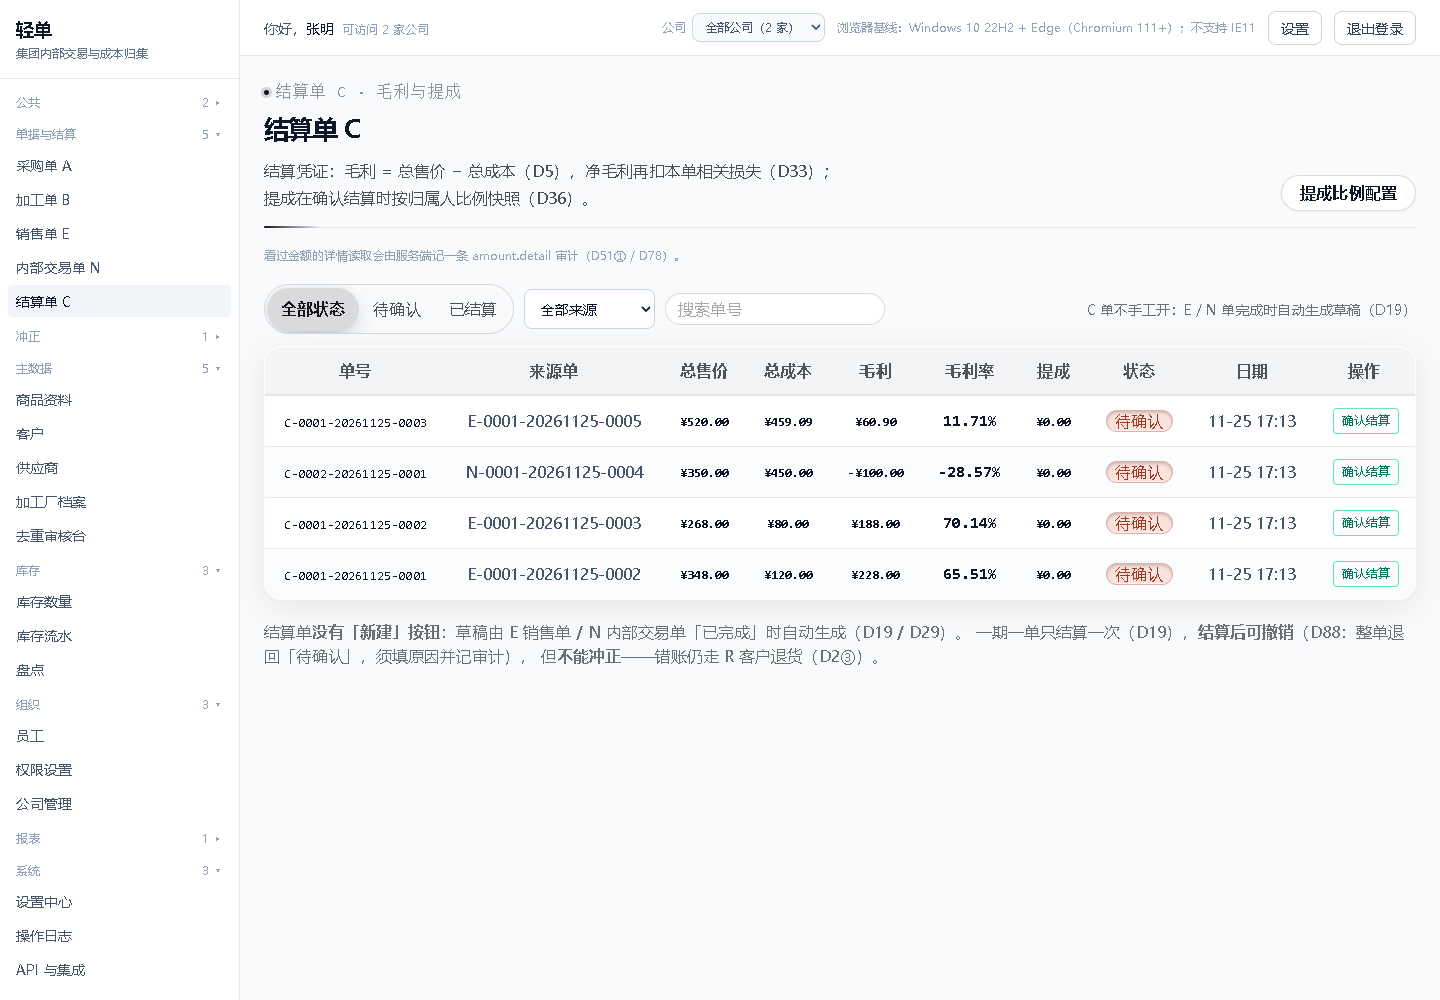 轻单
集团内部交易与成本归集
公共 2
单据与结算 5
采购单 A
加工单 B
销售单 E
内部交易单 N
结算单 C
冲正 1
主数据 5
商品资料
客户
供应商
加工厂档案
去重审核台
库存 3
库存数量
库存流水
盘点
组织 3
员工
权限设置
公司管理
报表 1
系统 3
设置中心
操作日志
API 与集成
你好，张明 可访问 2 家公司
公司 全部公司（2 家） 浏览器基线：Windows 10 22H2 + Edge（Chromium 111+）；不支持 IE11 设置 退出登录
结算单 C - 毛利与提成
结算单 C
结算凭证：毛利 = 总售价 − 总成本（D5），净毛利再扣本单相关损失（D33）；
提成在确认结算时按归属人比例快照（D36）。
提成比例配置
看过金额的详情读取会由服务端记一条 amount.detail 审计（D51① / D78）。
全部状态 待确认 已结算 全部来源 搜索单号 C 单不手工开：E / N 单完成时自动生成草稿（D19）
单号 来源单 总售价 总成本 毛利 毛利率 提成 状态 日期 操作
C-0001-20261125-0003 E-0001-20261125-0005 ¥520.00 ¥459.09 ¥60.90 11.71% ¥0.00 待确认 11-25 17:13 确认结算
C-0002-20261125-0001 N-0001-20261125-0004 ¥350.00 ¥450.00 -¥100.00 -28.57% ¥0.00 待确认 11-25 17:13 确认结算
C-0001-20261125-0002 E-0001-20261125-0003 ¥268.00 ¥80.00 ¥188.00 70.14% ¥0.00 待确认 11-25 17:13 确认结算
C-0001-20261125-0001 E-0001-20261125-0002 ¥348.00 ¥120.00 ¥228.00 65.51% ¥0.00 待确认 11-25 17:13 确认结算
结算单没有「新建」按钮：草稿由 E 销售单 / N 内部交易单「已完成」时自动生成（D19 / D29）。 一期一单只结算一次（D19），结算后可撤销（D88：整单退
回「待确认」，须填原因并记审计）， 但不能冲正——错账仍走 R 客户退货（D2③）。